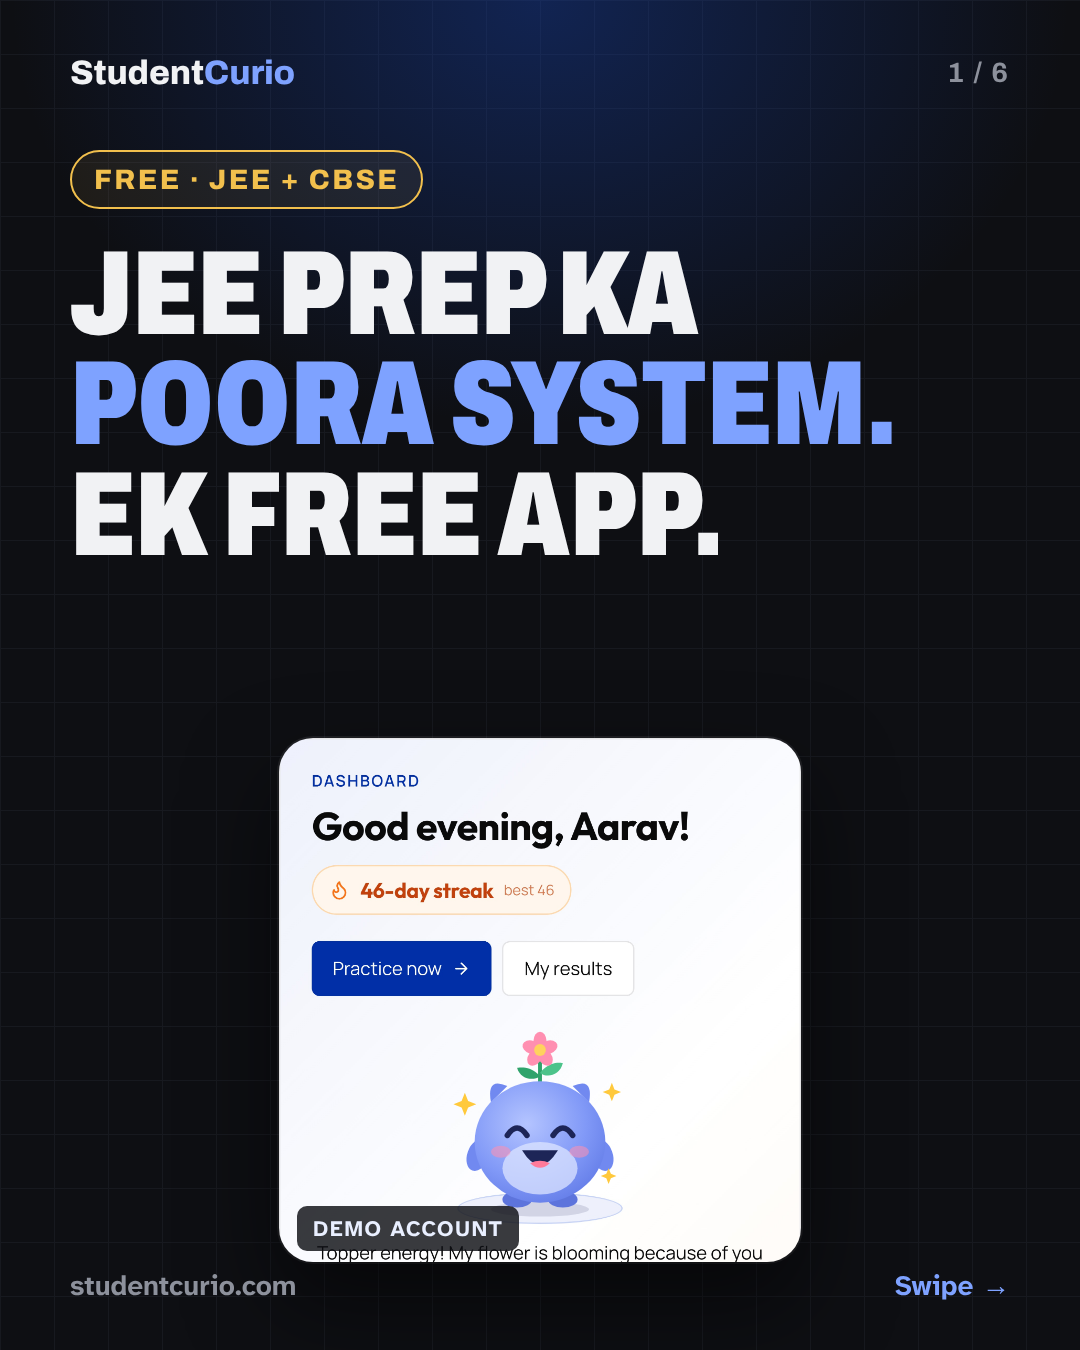 StudentCurio
1 / 6
FREE · JEE + CBSE
JEE PREP KA
POORA SYSTEM.
EK FREE APP.
DASHBOARD
Good evening, Aarav!
46-day streak best 46
Practice now →
My results
DEMO ACCOUNT
Topper energy! My flower is blooming because of you
studentcurio.com
Swipe →